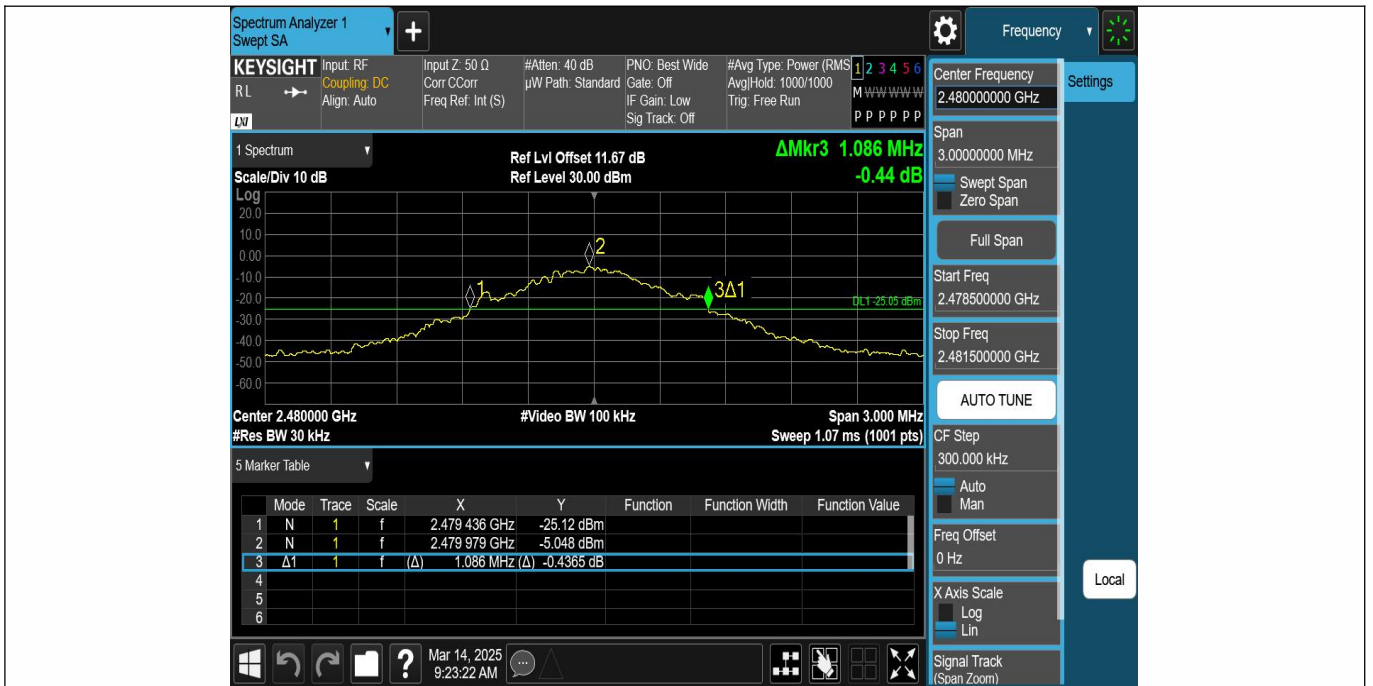 Spectrum Analyzer 1
Swept SA
+
Frequency
KEYSIGHT
RL
LXI
Input: RF
Coupling: DC
Align: Auto
Input Z: 50 Ω
Corr CCorr
Freq Ref: Int (S)
#Atten: 40 dB
µW Path: Standard
PNO: Best Wide
Gate: Off
IF Gain: Low
Sig Track: Off
#Avg Type: Power (RMS
Avg|Hold: 1000/1000
Trig: Free Run
1 2 3 4 5 6
M W W W W W
P P P P P P
1 Spectrum
Scale/Div 10 dB
Ref Lvl Offset 11.67 dB
Ref Level 30.00 dBm
ΔMkr3 1.086 MHz
-0.44 dB
Log
20.0
10.0
0.00
-10.0
-20.0
-30.0
-40.0
-50.0
-60.0
1
2
3Δ1
DL1 -25.05 dBm
Center 2.480000 GHz
#Video BW 100 kHz
Span 3.000 MHz
#Res BW 30 kHz
Sweep 1.07 ms (1001 pts)
5 Marker Table
Mode Trace Scale X Y Function Function Width Function Value
1 N 1 f 2.479 436 GHz -25.12 dBm
2 N 1 f 2.479 979 GHz -5.048 dBm
3 Δ1 1 f (Δ) 1.086 MHz (Δ) -0.4365 dB
4
5
6
Mar 14, 2025
9:23:22 AM
?
Center Frequency
2.480000000 GHz
Settings
Span
3.00000000 MHz
Swept Span
Zero Span
Full Span
Start Freq
2.478500000 GHz
Stop Freq
2.481500000 GHz
AUTO TUNE
CF Step
300.000 kHz
Auto
Man
Freq Offset
0 Hz
Local
X Axis Scale
Log
Lin
Signal Track
(Span Zoom)